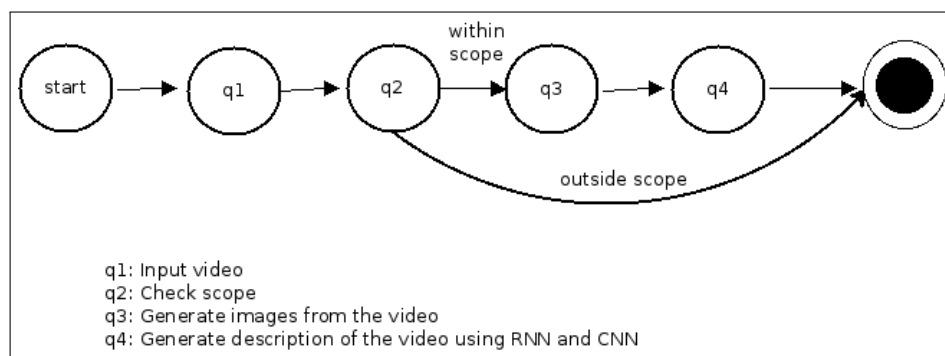 within
scope
start
q1
q2
q3
q4
outside scope
q1: Input video
q2: Check scope
q3: Generate images from the video
q4: Generate description of the video using RNN and CNN